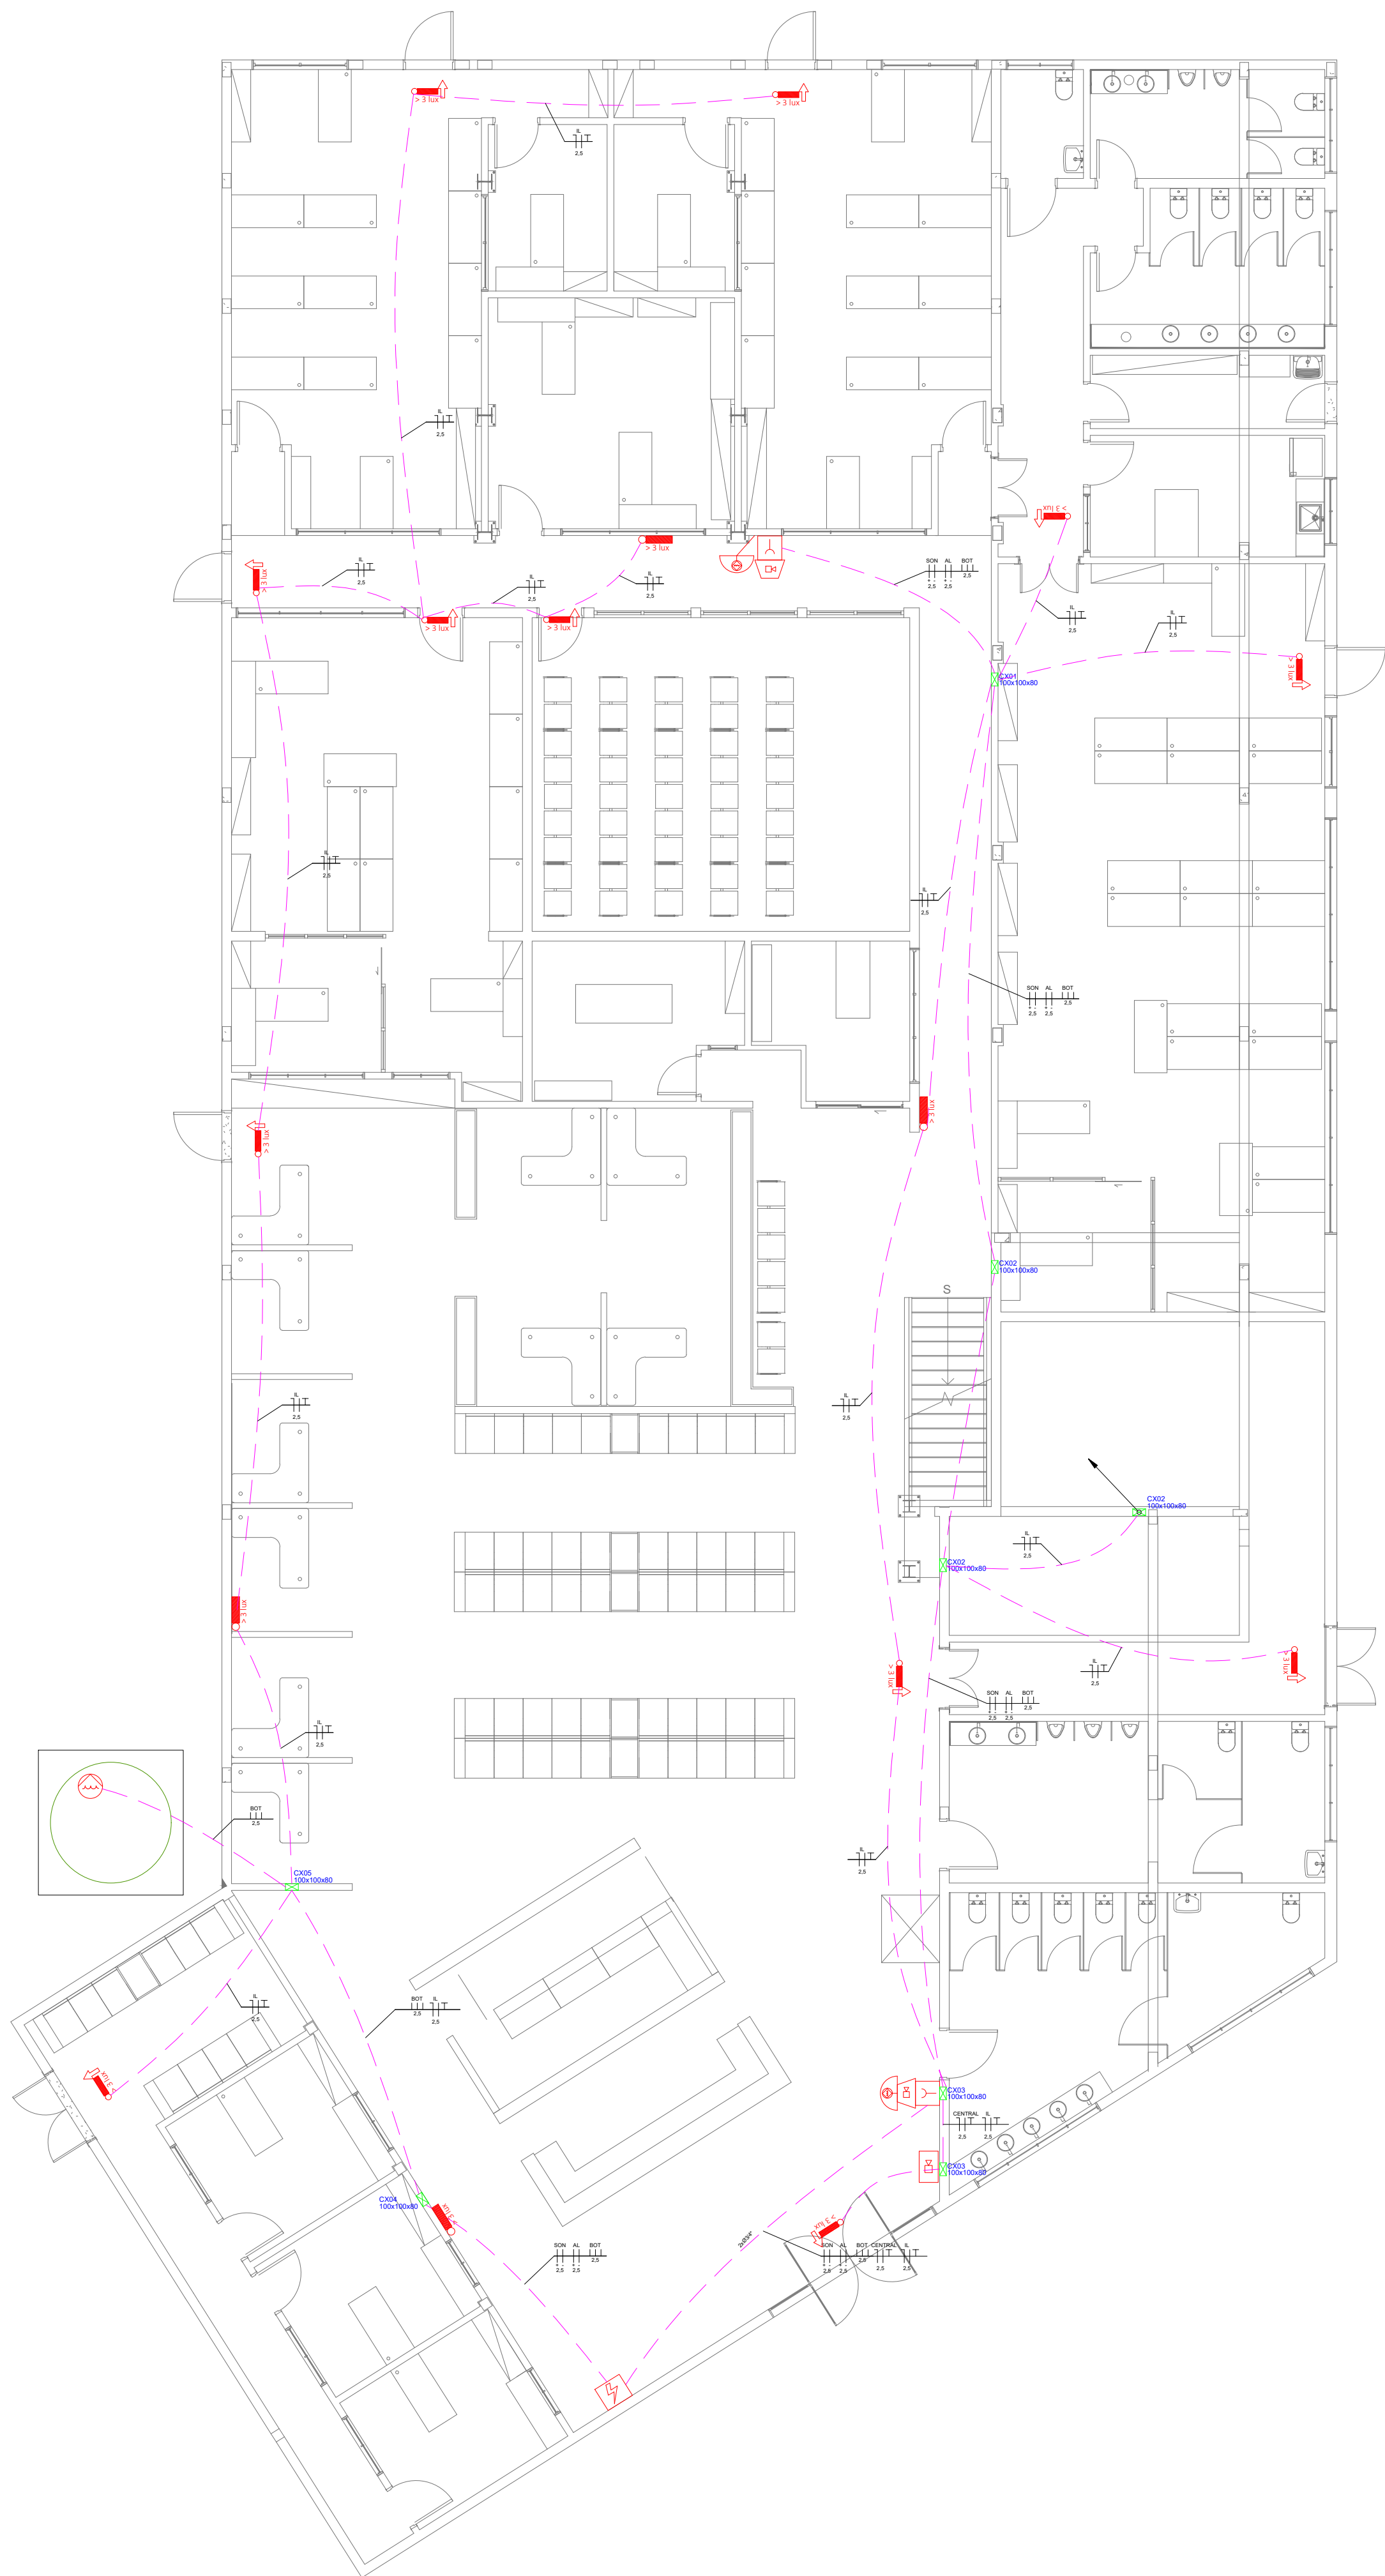 > 3 lux
> 3 lux
IL
2,5
IL
2,5
> 3 lux
> 3 lux
IL
2,5
> 3 lux
IL
2,5
IL
2,5
SON AL BOT
+ - + - 2,5
2,5 2,5
> 3 lux
> 3 lux
IL
2,5
IL
2,5
> 3 lux
CX01
100x100x80
IL
2,5
IL
2,5
SON AL BOT
+ - + - 2,5
2,5 2,5
> 3 lux
> 3 lux
CX02
100x100x80
S
IL
2,5
IL
2,5
CX02
100x100x80
IL
2,5
CX02
100x100x80
> 3 lux
> 3 lux
> 3 lux
IL
2,5
SON AL BOT
+ - + - 2,5
2,5 2,5
IL
2,5
BOT
2,5
IL
2,5
CX05
100x100x80
IL
2,5
BOT IL
2,5 2,5
> 3 lux
CX03
100x100x80
CENTRAL IL
2,5 2,5
CX03
100x100x80
CX04
100x100x80
> 3 lux
> 3 lux
2xØ3/4"
SON AL BOT
+ - + - 2,5
2,5 2,5
SON AL BOT CENTRAL IL
+ - + - 2,5 2,5 2,5
2,5 2,5